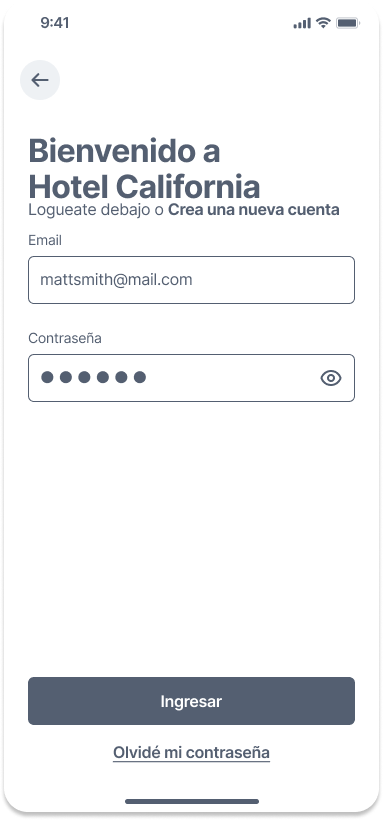 9:41
Bienvenido a
Hotel California
Logueate debajo o Crea una nueva cuenta
Email
mattsmith@mail.com
Contraseña
Ingresar
Olvidé mi contraseña